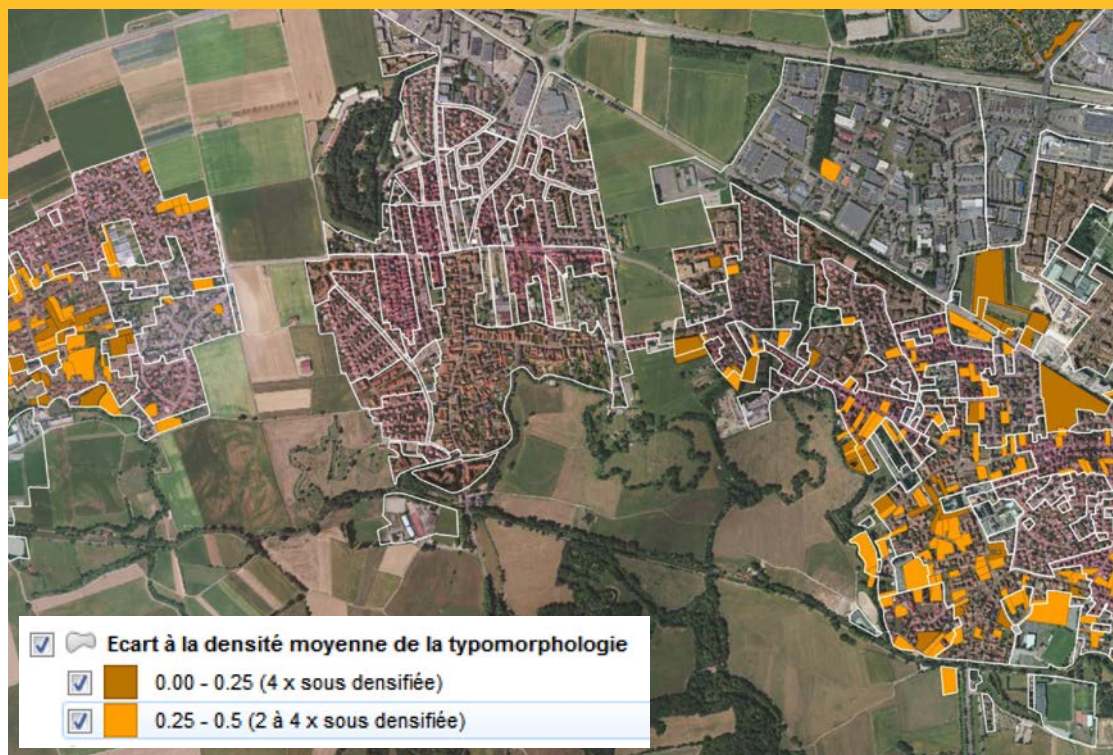 Ecart à la densité moyenne de la typomorphologie
0.00 - 0.25 (4 x sous densifiée)
0.25 - 0.5 (2 à 4 x sous densifiée)